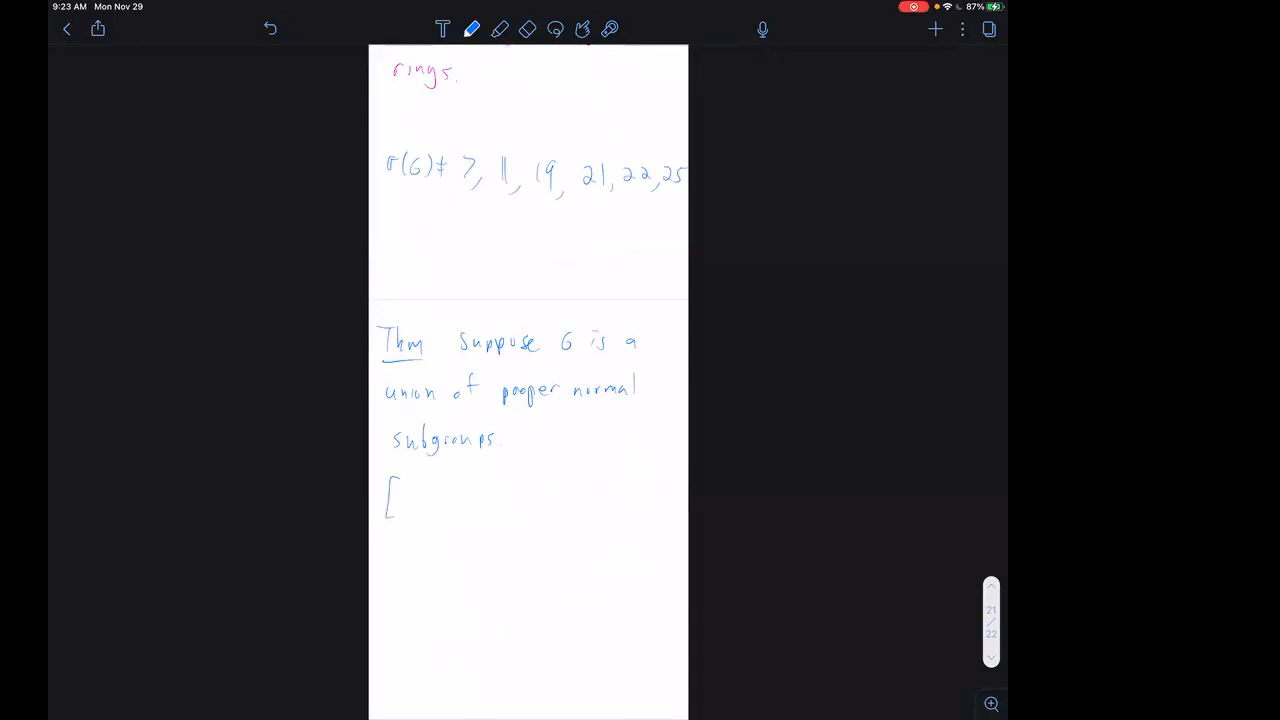 9:23 AM Mon Nov 29
87%
rings.
σ(G) ≠ 7, 11, 19, 21, 22, 25
Thm Suppose G is a
union of proper normal
subgroups.
[
21
/
22